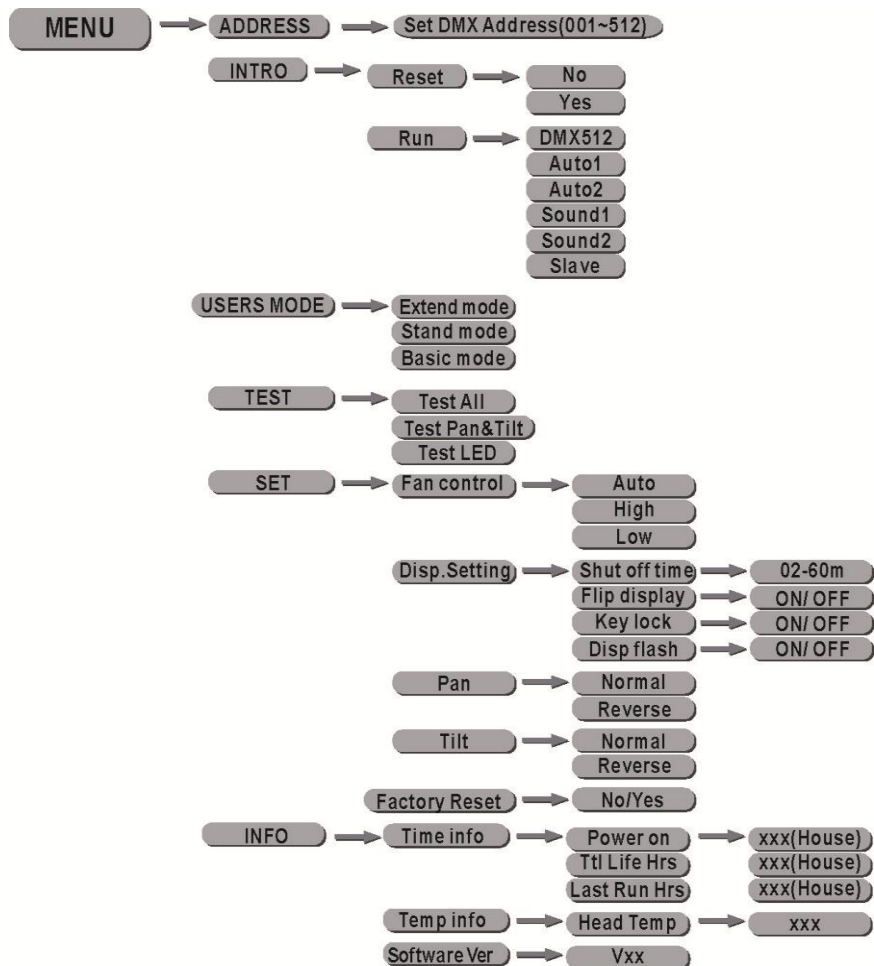 MENU ADDRESS Set DMX Address(001~512)
INTRO Reset No
Yes
Run DMX512
Auto1
Auto2
Sound1
Sound2
Slave
USERS MODE Extend mode
Stand mode
Basic mode
TEST Test All
Test Pan&Tilt
Test LED
SET Fan control Auto
High
Low
Disp.Setting Shut off time 02-60m
Flip display ON/ OFF
Key lock ON/ OFF
Disp flash ON/ OFF
Pan Normal
Reverse
Tilt Normal
Reverse
Factory Reset No/Yes
INFO Time info Power on xxx(House)
Ttl Life Hrs xxx(House)
Last Run Hrs xxx(House)
Temp info Head Temp xxx
Software Ver Vxx